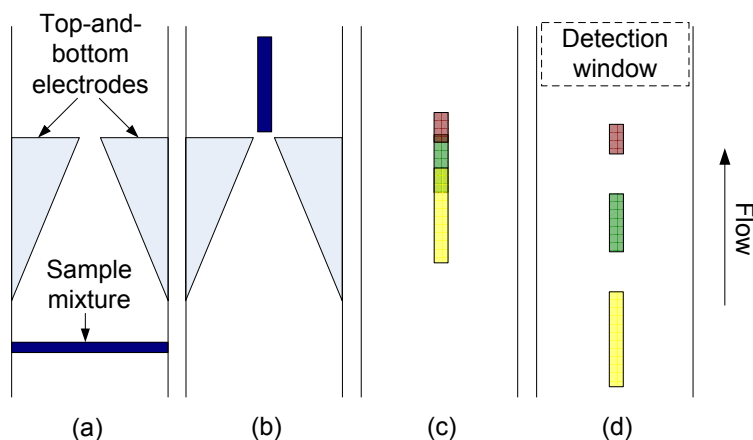 Top-and-
bottom
electrodes
Sample
mixture
Detection
window
Flow
(a)
(b)
(c)
(d)